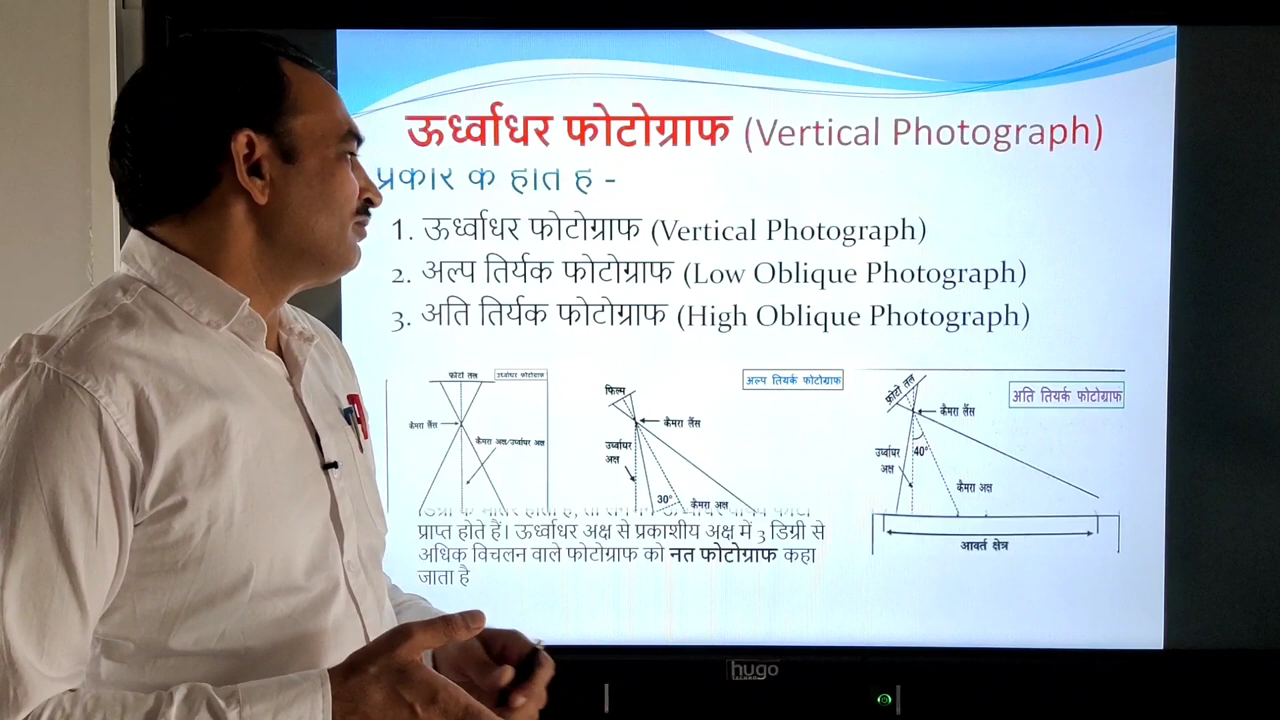 ऊर्ध्वाधर फोटोग्राफ (Vertical Photograph)
प्रकार के होते हैं -
1. ऊर्ध्वाधर फोटोग्राफ (Vertical Photograph)
2. अल्प तिर्यक फोटोग्राफ (Low Oblique Photograph)
3. अति तिर्यक फोटोग्राफ (High Oblique Photograph)
फोटो तल
उर्ध्वाधर फोटोग्राफ
कैमरा लैंस
कैमरा अक्ष/उर्ध्वाधर अक्ष
फिल्म
अल्प तिर्यक फोटोग्राफ
कैमरा लैंस
उर्ध्वाधर
अक्ष
30°
कैमरा अक्ष
फोटो तल
अति तियर्क फोटोग्राफ
कैमरा लैंस
उर्ध्वाधर
अक्ष
40°
कैमरा अक्ष
आवर्त क्षेत्र
प्राप्त होते हैं। ऊर्ध्वाधर अक्ष से प्रकाशीय अक्ष में 3 डिग्री से
अधिक विचलन वाले फोटोग्राफ को नत फोटोग्राफ कहा
जाता है
hugo